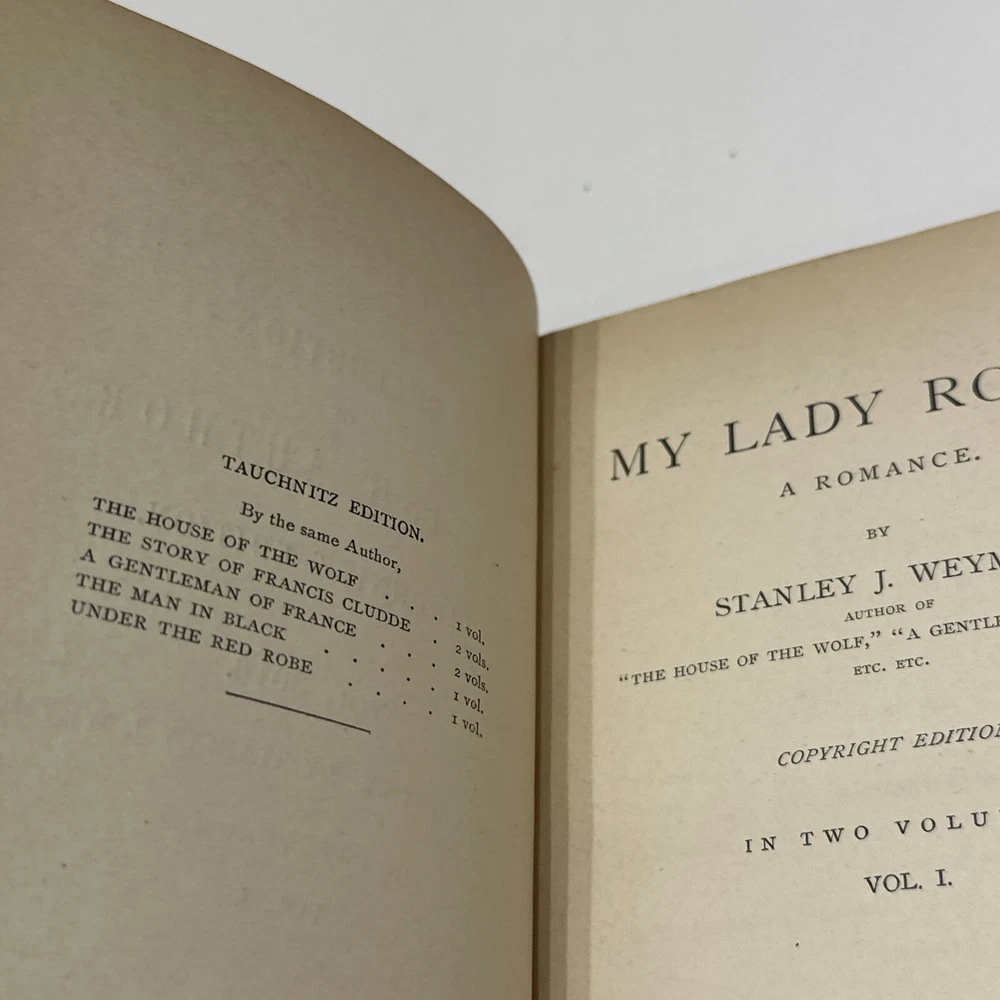 TAUCHNITZ EDITION.
By the same Author,
THE HOUSE OF THE WOLF . . . 1 vol.
THE STORY OF FRANCIS CLUDDE . 2 vols.
A GENTLEMAN OF FRANCE . . . 2 vols.
THE MAN IN BLACK . . . . . 1 vol.
UNDER THE RED ROBE . . . . 1 vol.
MY LADY RO
A ROMANCE.
BY
STANLEY J. WEYM
AUTHOR OF
“THE HOUSE OF THE WOLF,” “A GENTLE
ETC. ETC.
COPYRIGHT EDITION
IN TWO VOLU
VOL. I.